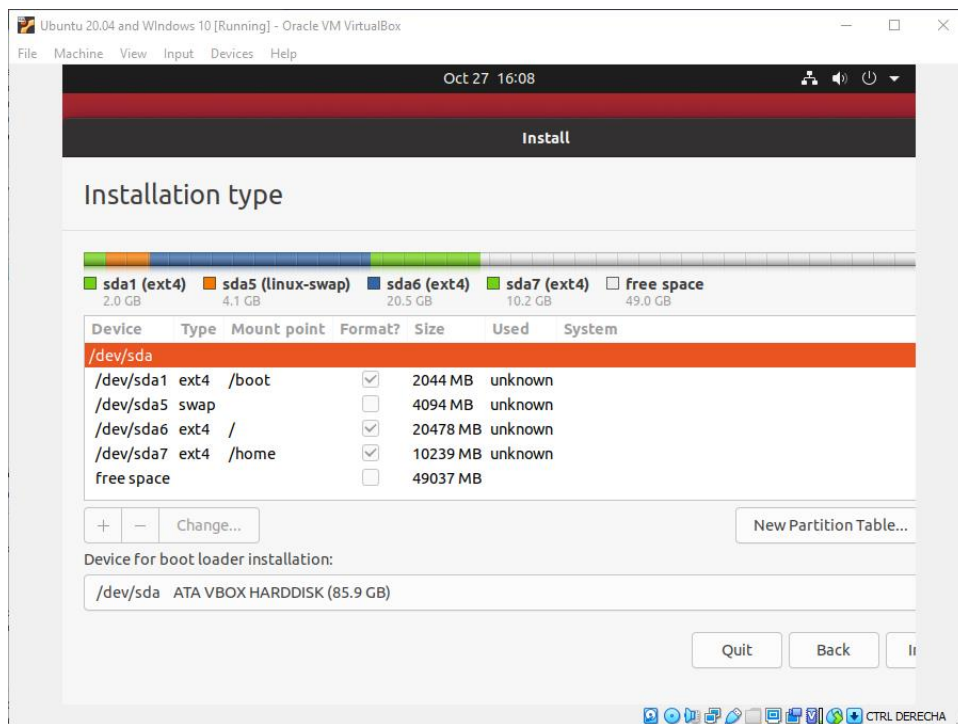 Ubuntu 20.04 and WIndows 10 [Running] - Oracle VM VirtualBox
File Machine View Input Devices Help
Oct 27 16:08
Install
Installation type
sda1 (ext4) sda5 (linux-swap) sda6 (ext4) sda7 (ext4) free space
2.0 GB 4.1 GB 20.5 GB 10.2 GB 49.0 GB
Device Type Mount point Format? Size Used System
/dev/sda
/dev/sda1 ext4 /boot 2044 MB unknown
/dev/sda5 swap 4094 MB unknown
/dev/sda6 ext4 / 20478 MB unknown
/dev/sda7 ext4 /home 10239 MB unknown
free space 49037 MB
+ − Change... New Partition Table...
Device for boot loader installation:
/dev/sda ATA VBOX HARDDISK (85.9 GB)
Quit Back
CTRL DERECHA